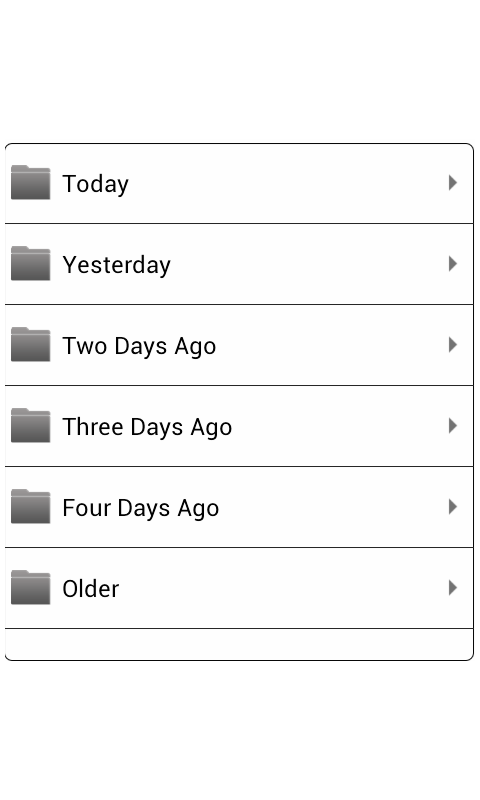 Today
Yesterday
Two Days Ago
Three Days Ago
Four Days Ago
Older